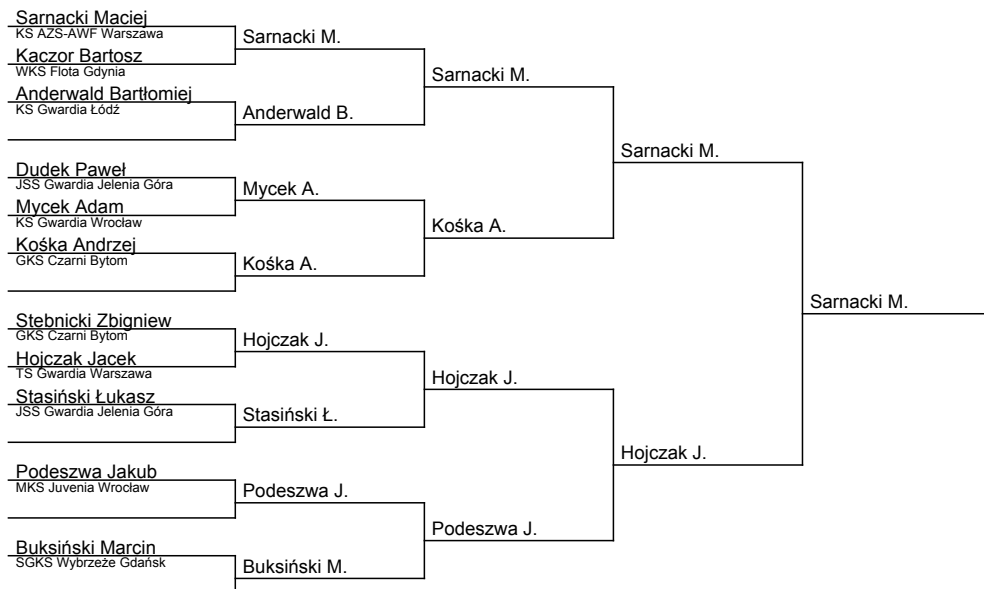 Sarnacki Maciej
KS AZS-AWF Warszawa
Kaczor Bartosz
WKS Flota Gdynia
Anderwald Bartłomiej
KS Gwardia Łódź
Dudek Paweł
JSS Gwardia Jelenia Góra
Mycek Adam
KS Gwardia Wrocław
Kośka Andrzej
GKS Czarni Bytom
Stebnicki Zbigniew
GKS Czarni Bytom
Hojczak Jacek
TS Gwardia Warszawa
Stasiński Łukasz
JSS Gwardia Jelenia Góra
Podeszwa Jakub
MKS Juvenia Wrocław
Buksiński Marcin
SGKS Wybrzeże Gdańsk
Sarnacki M.
Anderwald B.
Mycek A.
Kośka A.
Hojczak J.
Stasiński Ł.
Podeszwa J.
Buksiński M.
Sarnacki M.
Kośka A.
Hojczak J.
Podeszwa J.
Sarnacki M.
Hojczak J.
Sarnacki M.